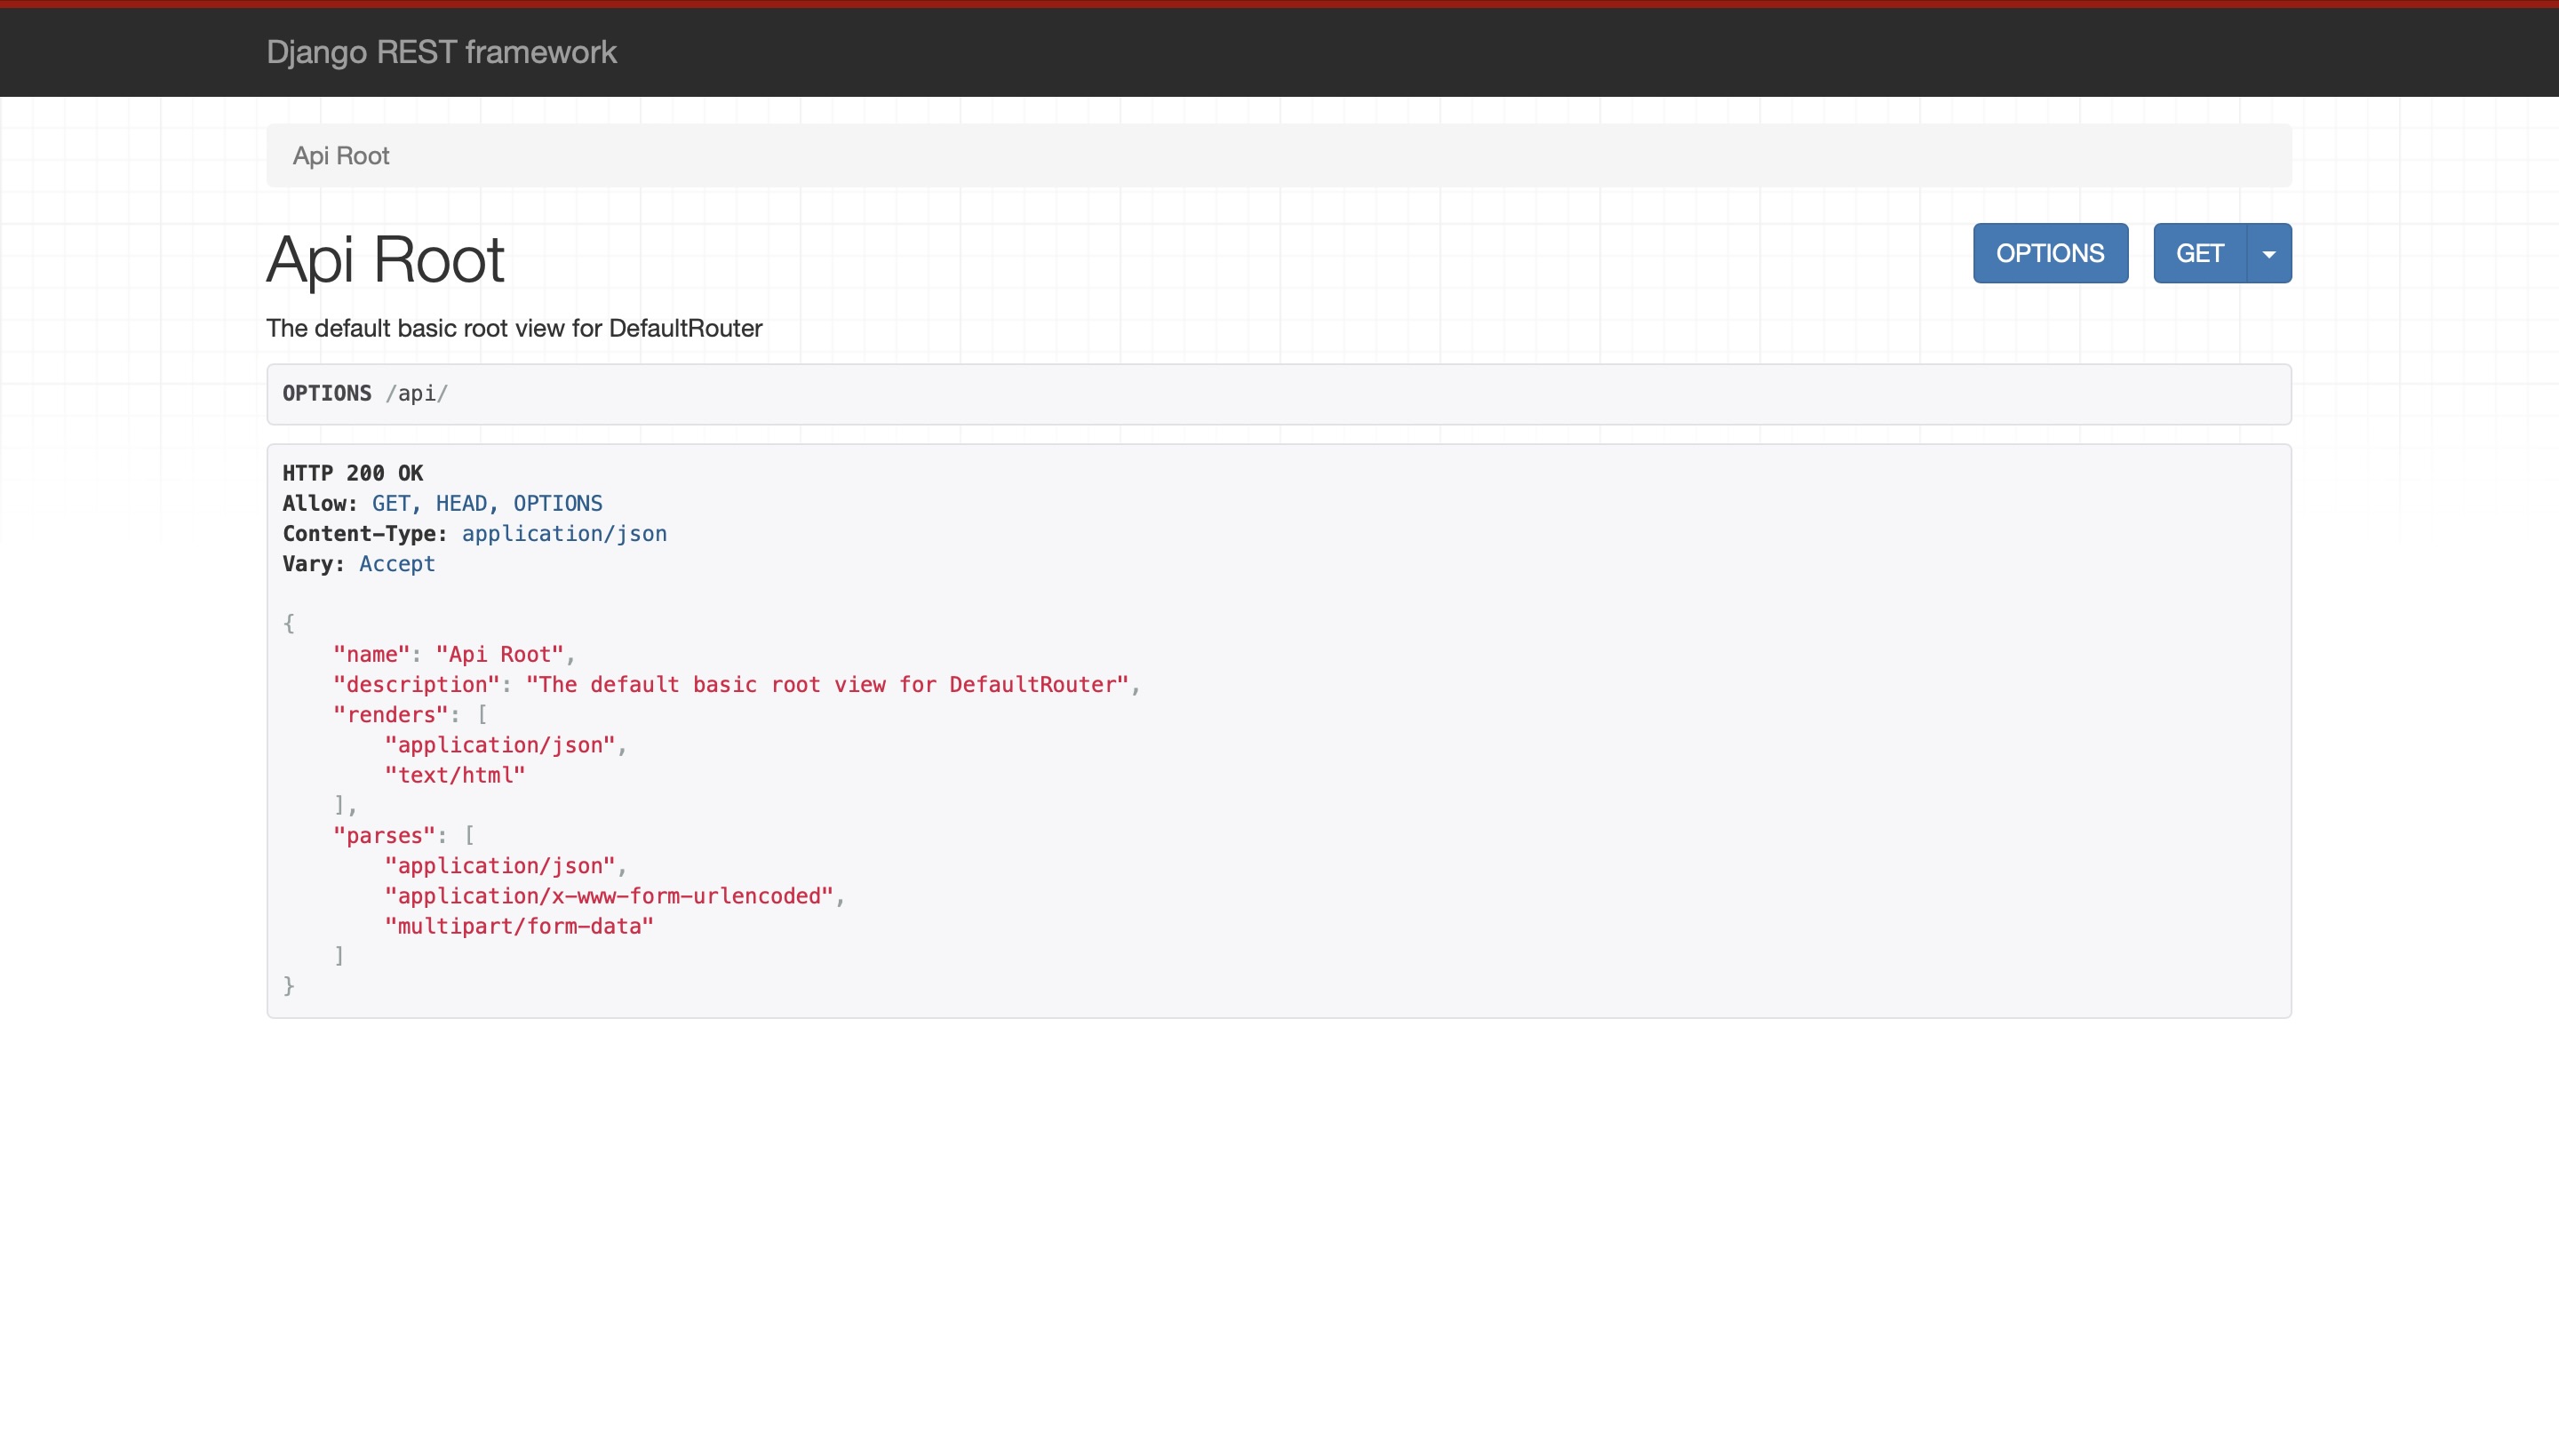 Django REST framework
Api Root
Api Root
OPTIONS
GET
The default basic root view for DefaultRouter
OPTIONS /api/
HTTP 200 OK
Allow: GET, HEAD, OPTIONS
Content-Type: application/json
Vary: Accept
{
    "name": "Api Root",
    "description": "The default basic root view for DefaultRouter",
    "renders": [
        "application/json",
        "text/html"
    ],
    "parses": [
        "application/json",
        "application/x-www-form-urlencoded",
        "multipart/form-data"
    ]
}